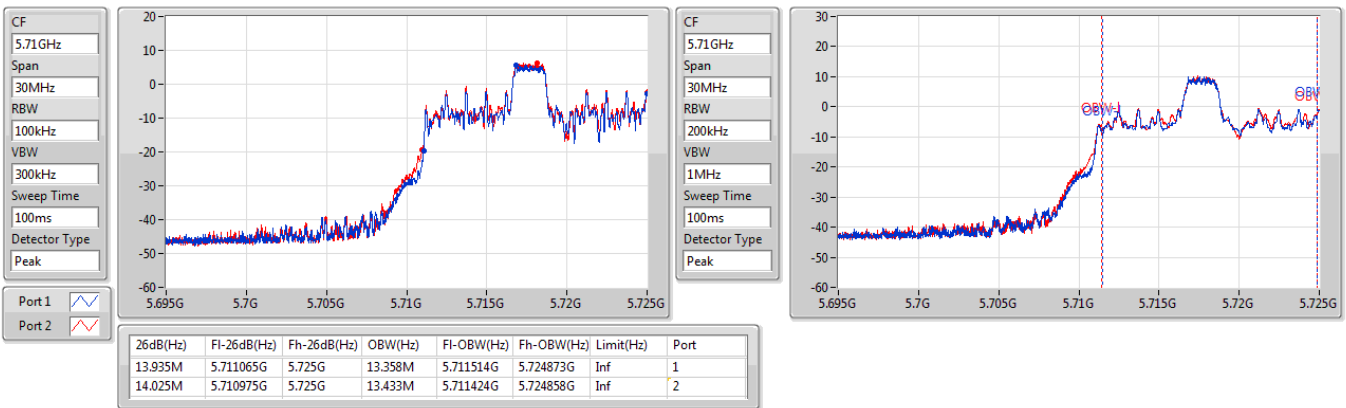 CF
5.71GHz
Span
30MHz
RBW
100kHz
VBW
300kHz
Sweep Time
100ms
Detector Type
Peak
Port 1
Port 2
20
10
0
-10
-20
-30
-40
-50
-60
5.695G 5.7G 5.705G 5.71G 5.715G 5.72G 5.725G
CF
5.71GHz
Span
30MHz
RBW
200kHz
VBW
1MHz
Sweep Time
100ms
Detector Type
Peak
30
20
10
0
-10
-20
-30
-40
-50
-60
5.695G 5.7G 5.705G 5.71G 5.715G 5.72G 5.725G
26dB(Hz) Fl-26dB(Hz) Fh-26dB(Hz) OBW(Hz) Fl-OBW(Hz) Fh-OBW(Hz) Limit(Hz) Port
13.935M 5.711065G 5.725G 13.358M 5.711514G 5.724873G Inf 1
14.025M 5.710975G 5.725G 13.433M 5.711424G 5.724858G Inf 2